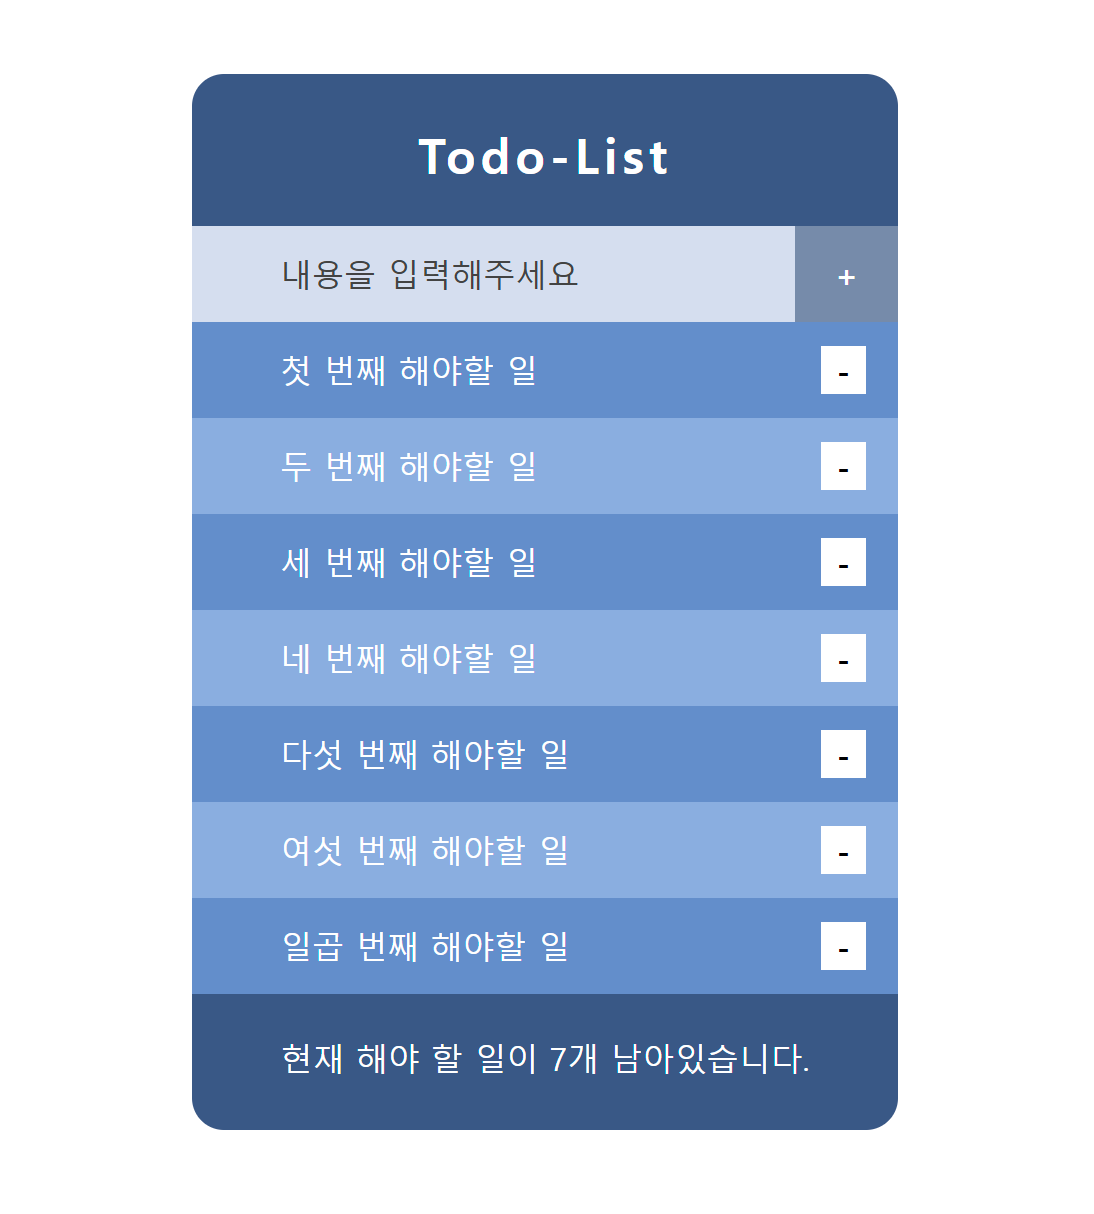 Todo-List
내용을 입력해주세요 +
첫 번째 해야할 일 -
두 번째 해야할 일 -
세 번째 해야할 일 -
네 번째 해야할 일 -
다섯 번째 해야할 일 -
여섯 번째 해야할 일 -
일곱 번째 해야할 일 -
현재 해야 할 일이 7개 남아있습니다.